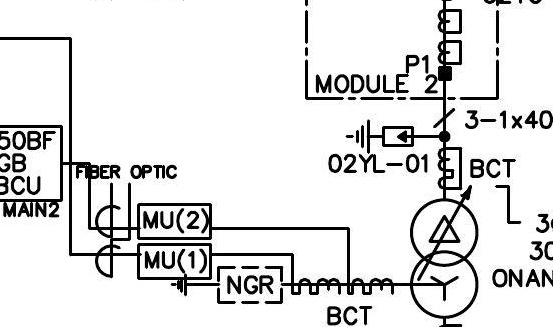 P1
MODULE 2
3-1x40
50BF
GB
BCU
MAIN2
FIBER OPTIC
02YL-01
BCT
MU(2)
MU(1)
NGR
BCT
30
ONAN